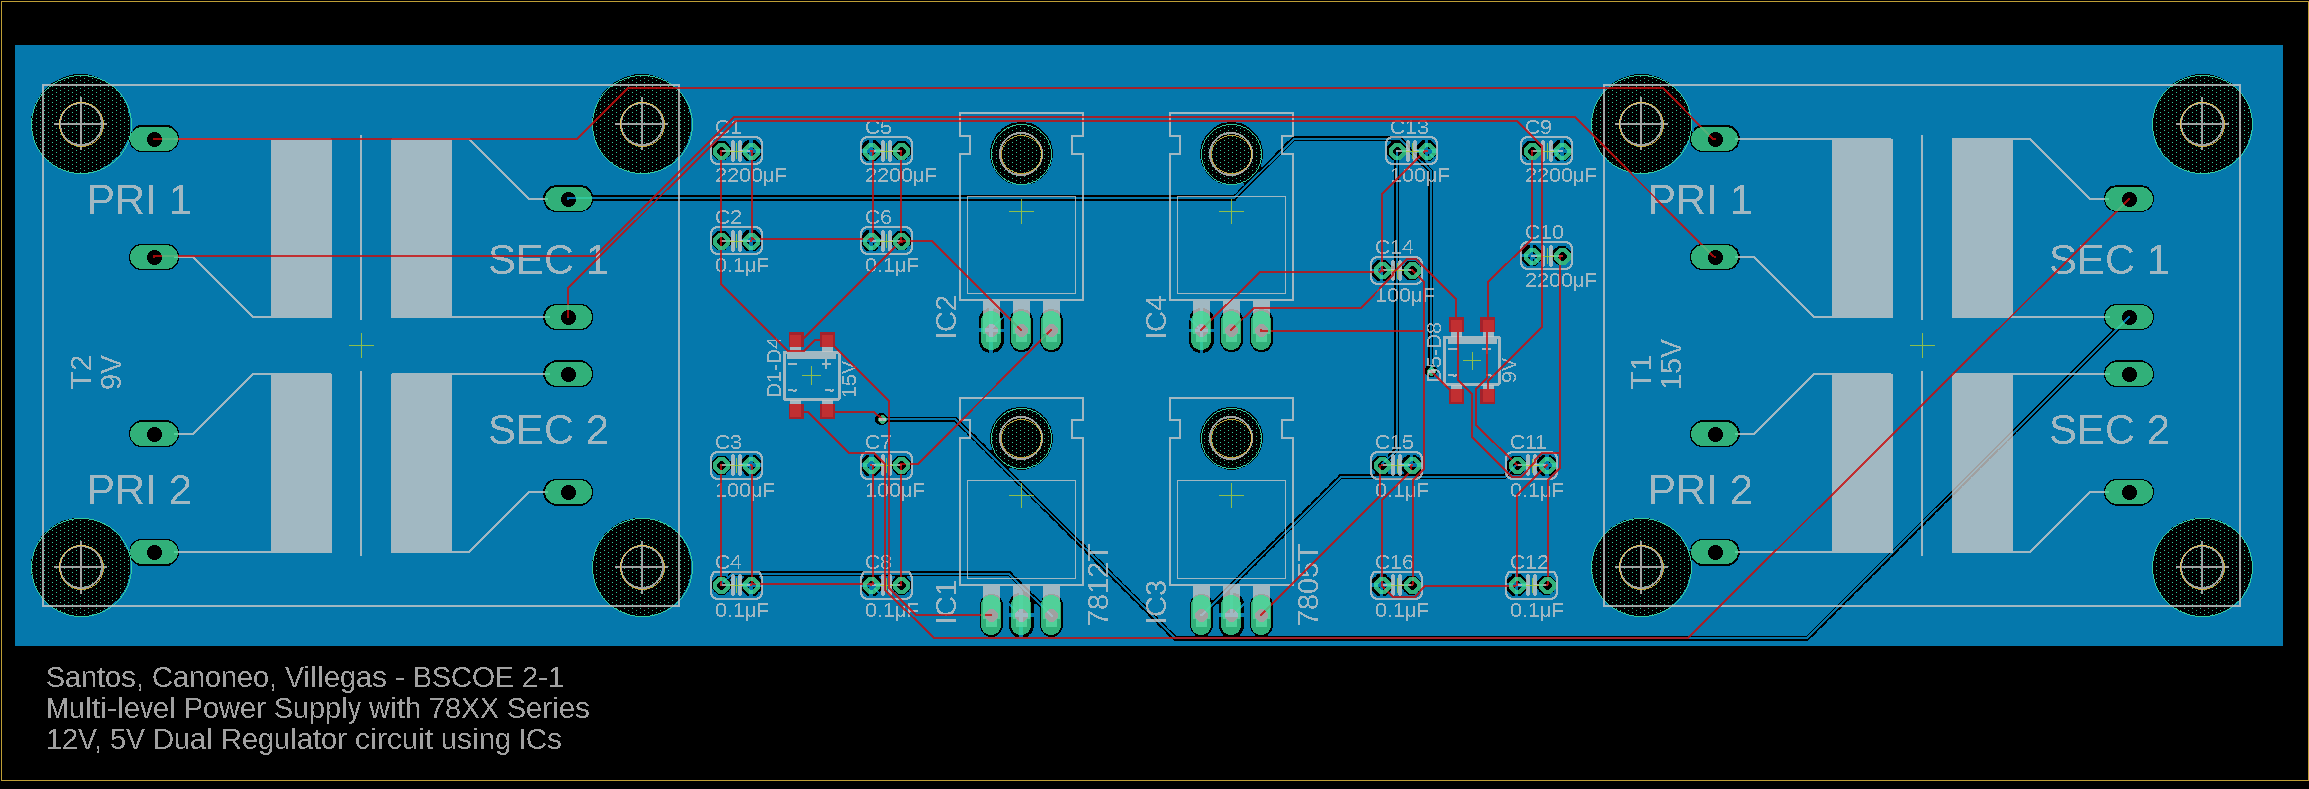 C1
2200µF
C5
2200µF
C13
100µF
C9
2200µF
PRI 1
SEC 1
PRI 1
SEC 1
C2
0.1µF
C6
0.1µF
C14
100µF
C10
2200µF
IC2
IC4
T2
9V
D1-D4
15V
D5-D8
9V
T1
15V
SEC 2
SEC 2
C3
100µF
C7
100µF
C15
0.1µF
C11
0.1µF
PRI 2
PRI 2
C4
0.1µF
C8
0.1µF
IC1
7812T
IC3
7805T
C16
0.1µF
C12
0.1µF
Santos, Canoneo, Villegas - BSCOE 2-1
Multi-level Power Supply with 78XX Series
12V, 5V Dual Regulator circuit using ICs